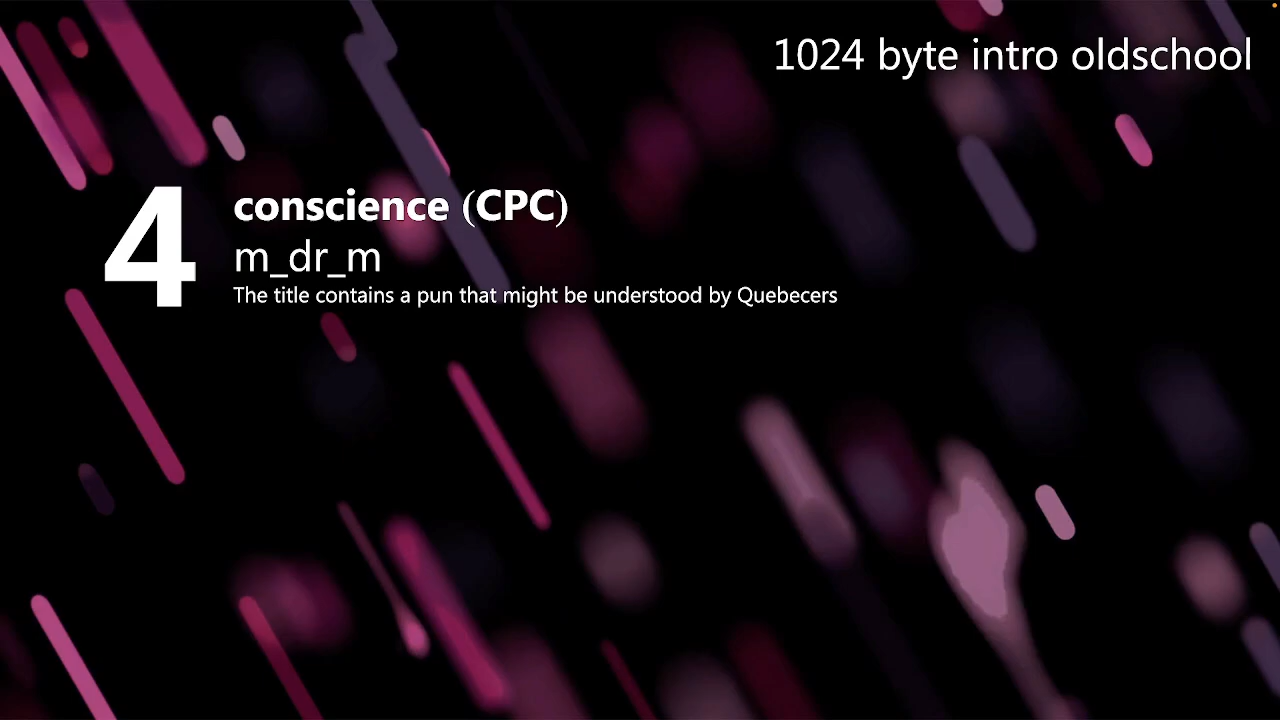 1024 byte intro oldschool
4
conscience (CPC)
m_dr_m
The title contains a pun that might be understood by Quebecers